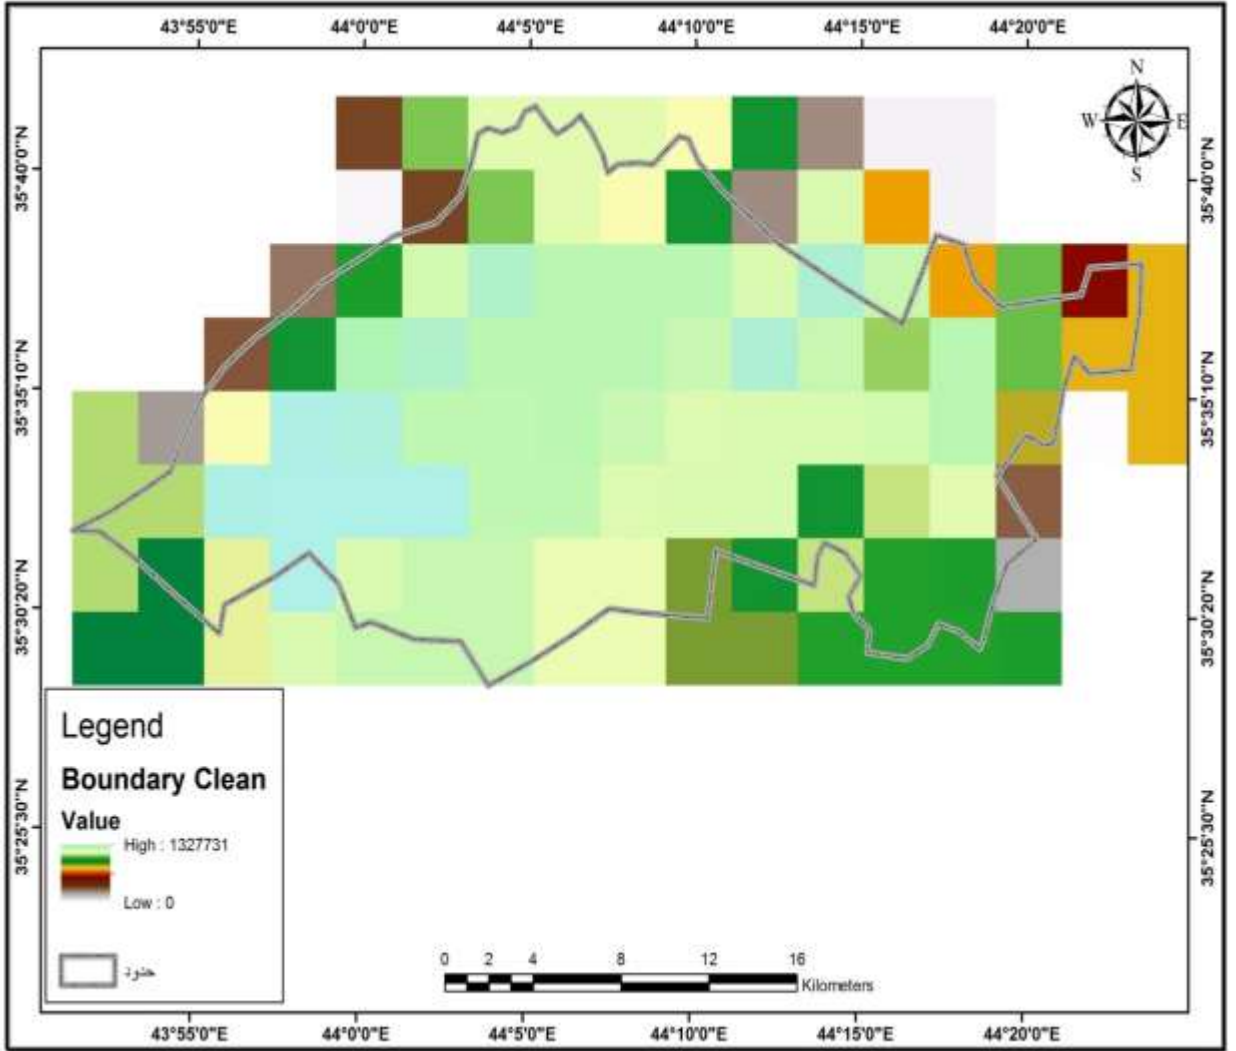 43°55'0"E 44°0'0"E 44°5'0"E 44°10'0"E 44°15'0"E 44°20'0"E
N
W E
S
35°40'0"N 35°40'0"N
35°35'10"N 35°35'10"N
35°30'20"N 35°30'20"N
35°25'30"N 35°25'30"N
Legend
Boundary Clean
Value
High : 1327731
Low : 0
حدود
0 2 4 8 12 16
Kilometers
43°55'0"E 44°0'0"E 44°5'0"E 44°10'0"E 44°15'0"E 44°20'0"E